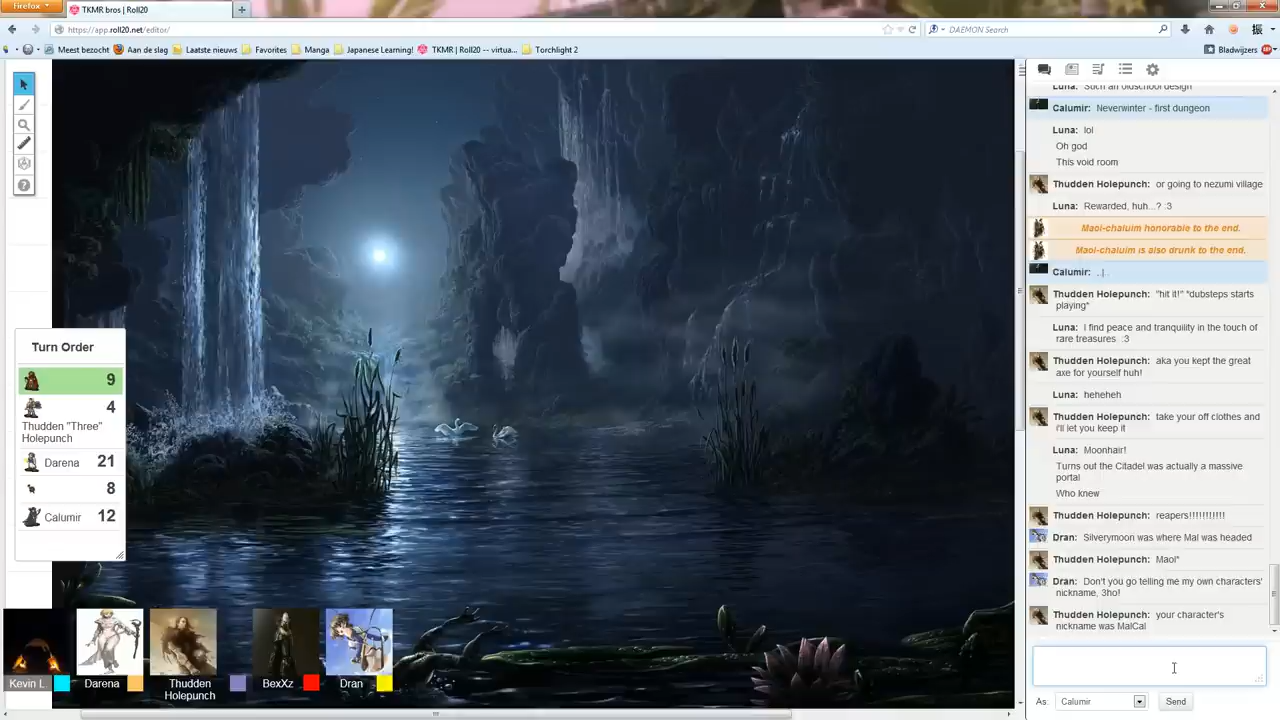 Firefox
TKMR bros | Roll20
https://app.roll20.net/editor/
DAEMON Search
Meest bezocht
Aan de slag
Laatste nieuws
Favorites
Manga
Japanese Learning!
TKMR | Roll20 -- virtua...
Torchlight 2
Bladwijzers
Turn Order
9
4
Thudden "Three"
Holepunch
Darena 21
8
Calumir 12
Kevin L
Darena
Thudden
Holepunch
BexXz
Dran
Luna: Such an oldschool design
Calumir: Neverwinter - first dungeon
Luna: lol
Oh god
This void room
Thudden Holepunch: or going to nezumi village
Luna: Rewarded, huh...? :3
Maol-chaluim honorable to the end.
Maol-chaluim is also drunk to the end.
Calumir: ..|..
Thudden Holepunch: "hit it!" *dubsteps starts
playing*
Luna: I find peace and tranquility in the touch of
rare treasures :3
Thudden Holepunch: aka you kept the great
axe for yourself huh!
Luna: heheheh
Thudden Holepunch: take your off clothes and
i'll let you keep it
Luna: Moonhair!
Turns out the Citadel was actually a massive
portal
Who knew
Thudden Holepunch: reapers!!!!!!!!!!!
Dran: Silverymoon was where Mal was headed
Thudden Holepunch: Maol*
Dran: Don't you go telling me my own characters'
nickname, 3ho!
Thudden Holepunch: your character's
nickname was MalCal
As: Calumir
Send